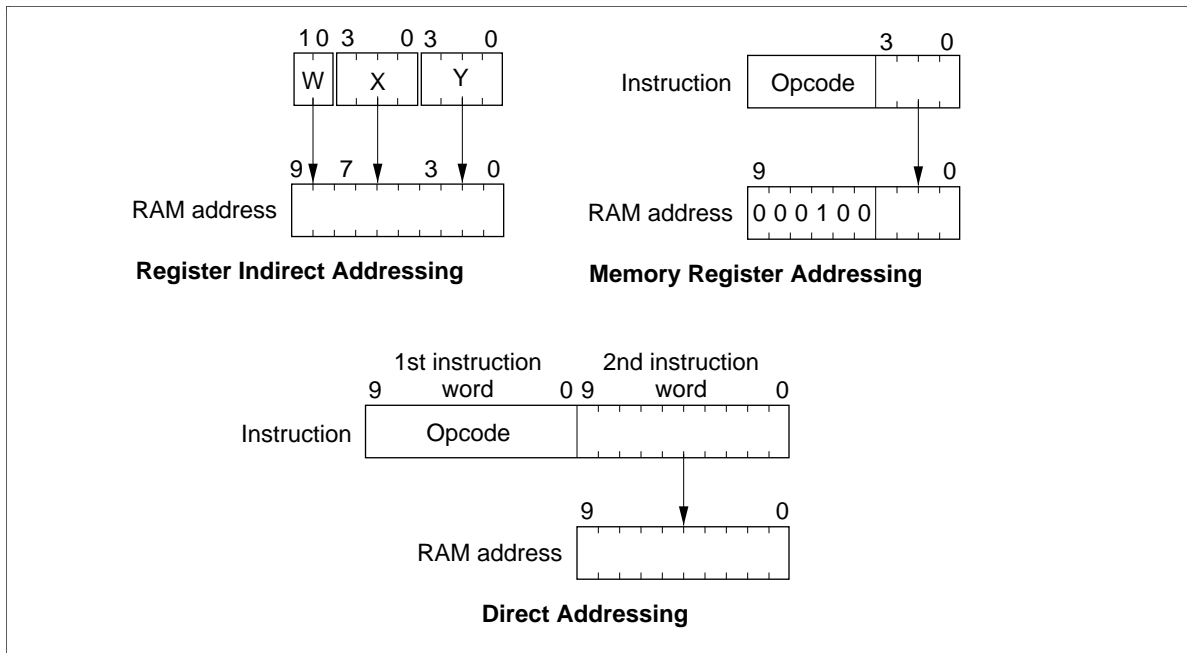 1 0 3 0 3 0
W X Y
9 7 3 0
RAM address
Register Indirect Addressing
3 0
Instruction Opcode
9 0
RAM address 0 0 0 1 0 0
Memory Register Addressing
1st instruction word
2nd instruction word
9 0 9 0
Instruction Opcode
9 0
RAM address
Direct Addressing